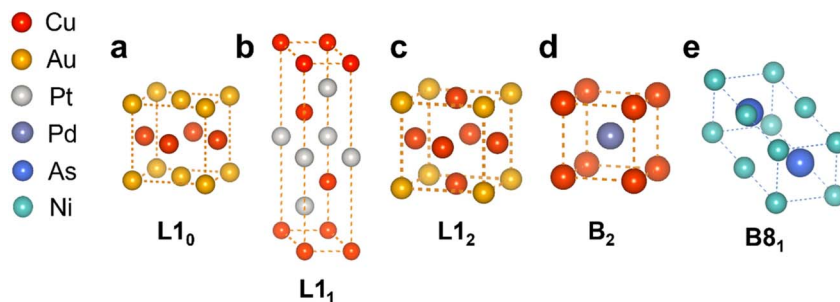 Cu
Au
Pt
Pd
As
Ni
a
b
c
d
e
L1₀
L1₁
L1₂
B₂
B8₁